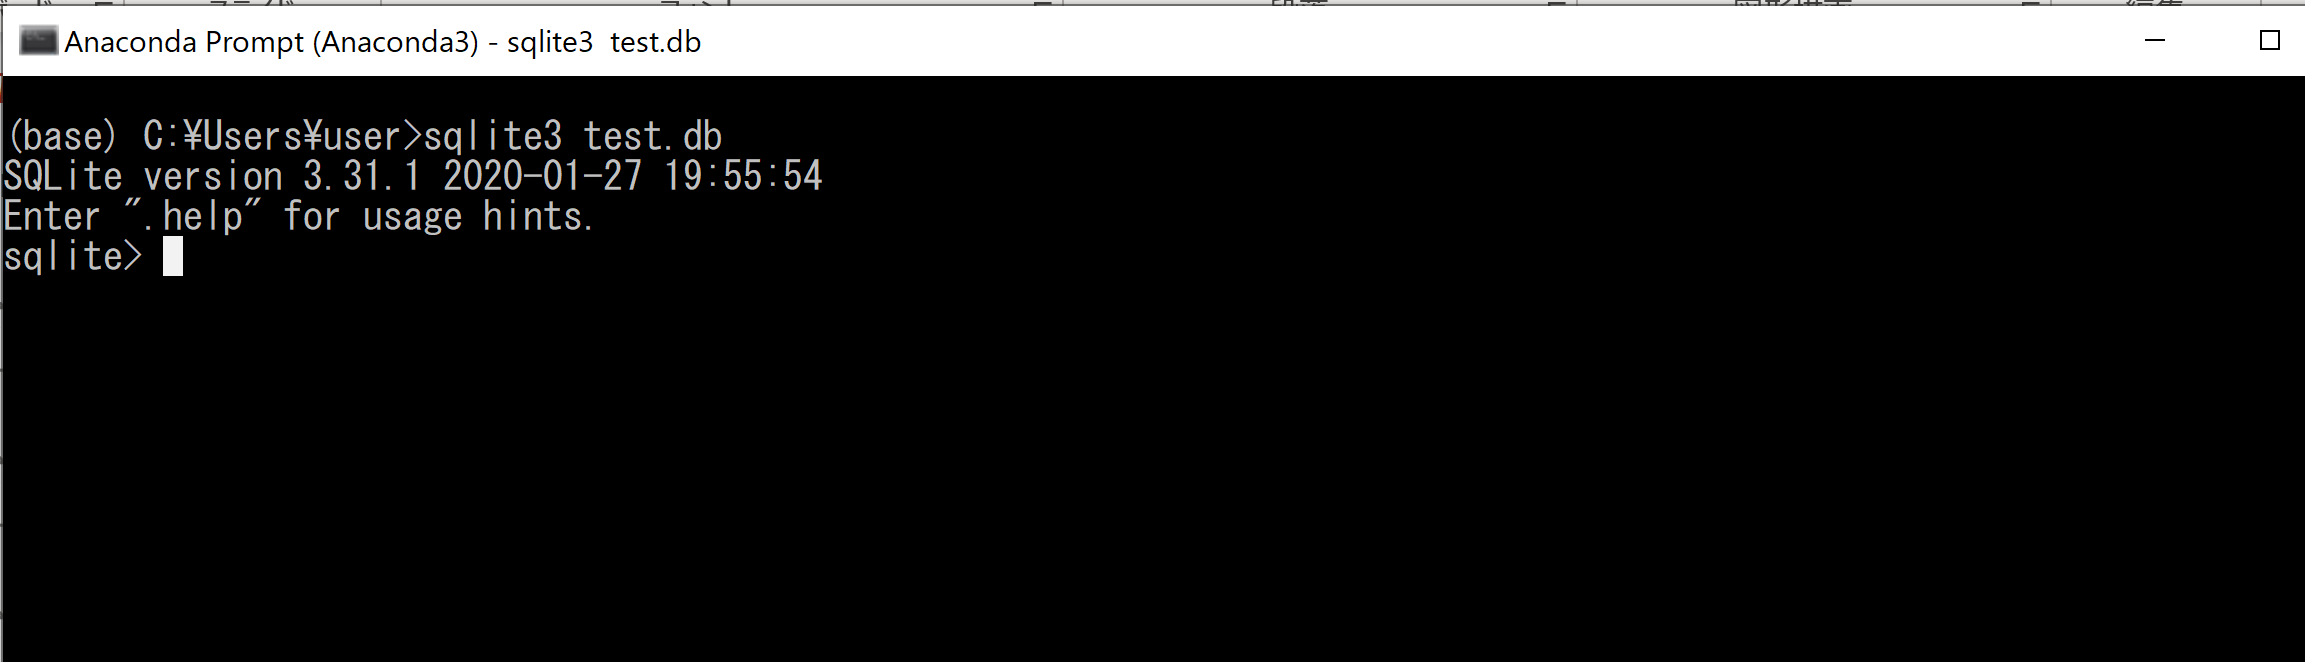 Anaconda Prompt (Anaconda3) - sqlite3  test.db
(base) C:¥Users¥user>sqlite3 test.db
SQLite version 3.31.1 2020-01-27 19:55:54
Enter ".help" for usage hints.
sqlite>